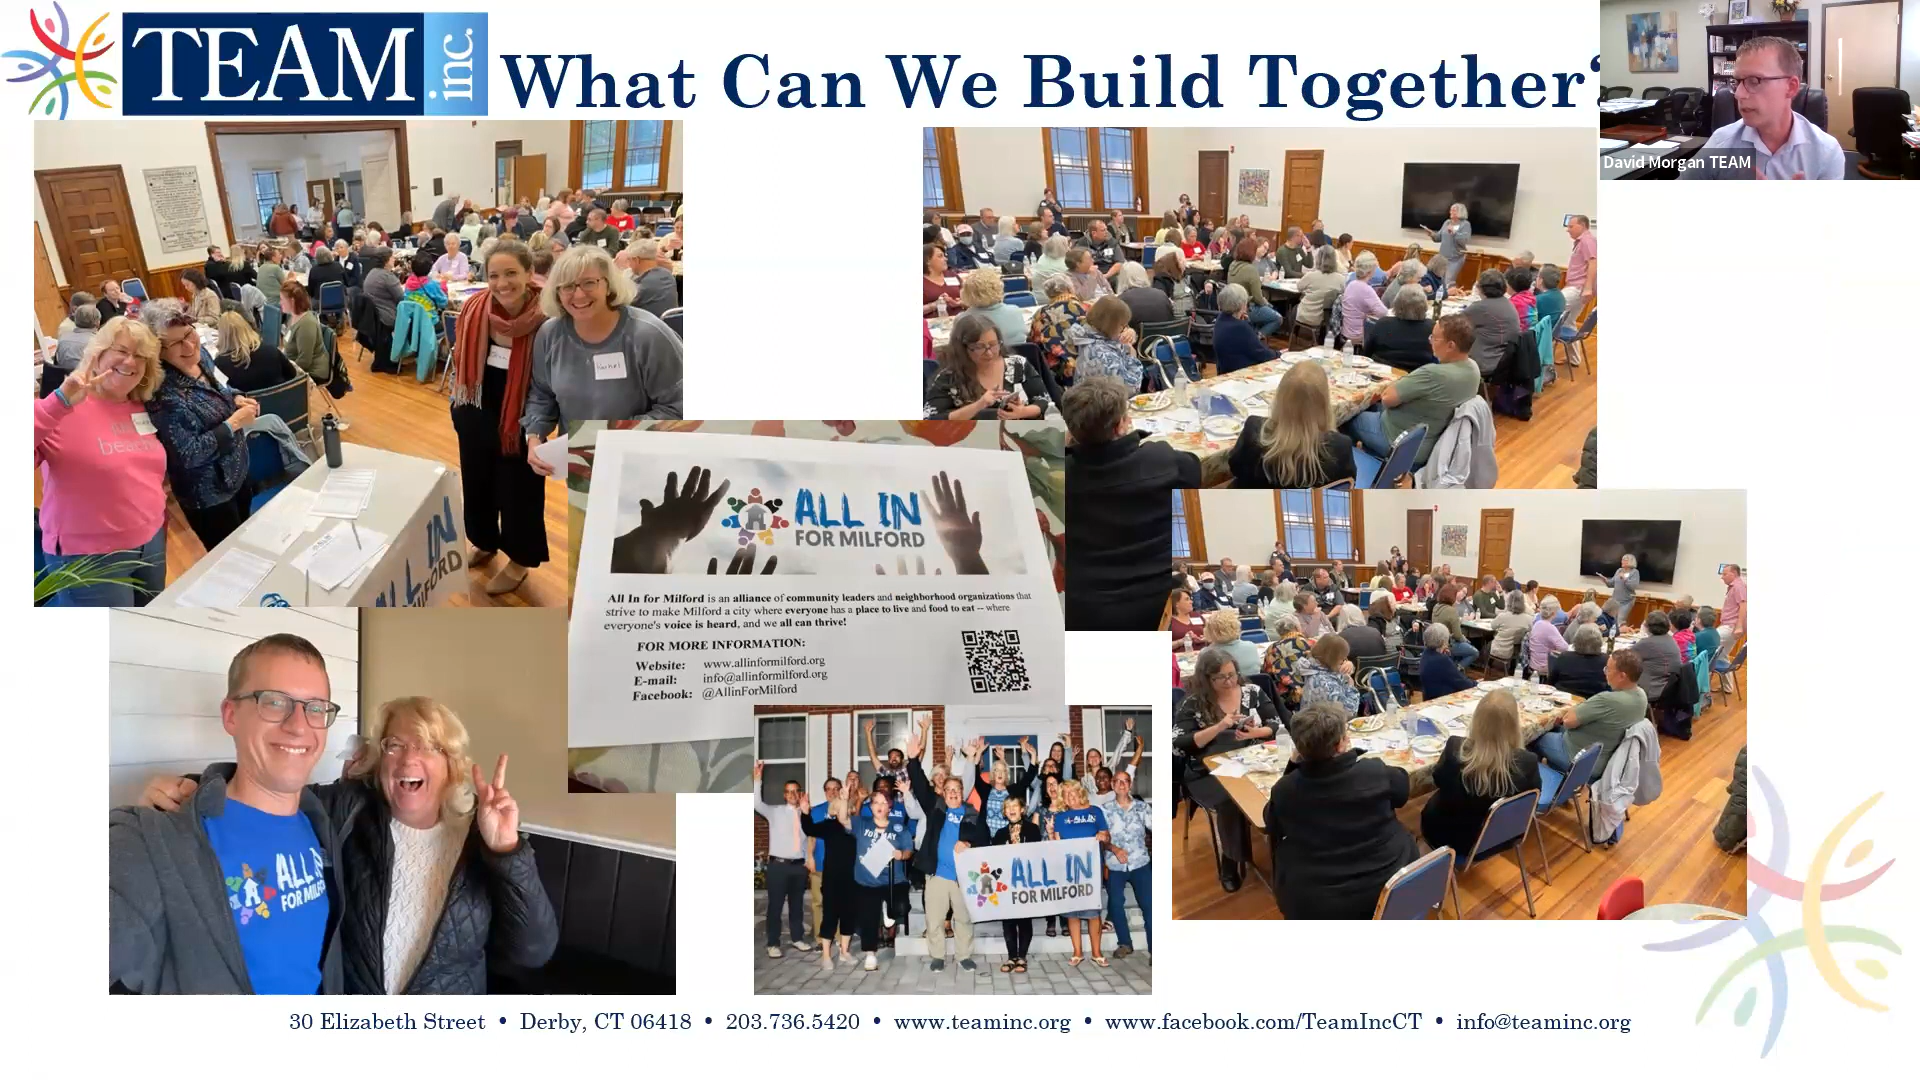 TEAM inc.
What Can We Build Together?
David Morgan TEAM
Rachel
ALL IN
FOR MILFORD
All In for Milford is an alliance of community leaders and neighborhood organizations that
strive to make Milford a city where everyone has a place to live and food to eat -- where
everyone's voice is heard, and we all can thrive!
FOR MORE INFORMATION:
Website: www.allinformilford.org
E-mail: info@allinformilford.org
Facebook: @AllinForMilford
ALL IN
FOR MILFORD
ALL IN
FOR MILFORD
30 Elizabeth Street • Derby, CT 06418 • 203.736.5420 • www.teaminc.org • www.facebook.com/TeamIncCT • info@teaminc.org